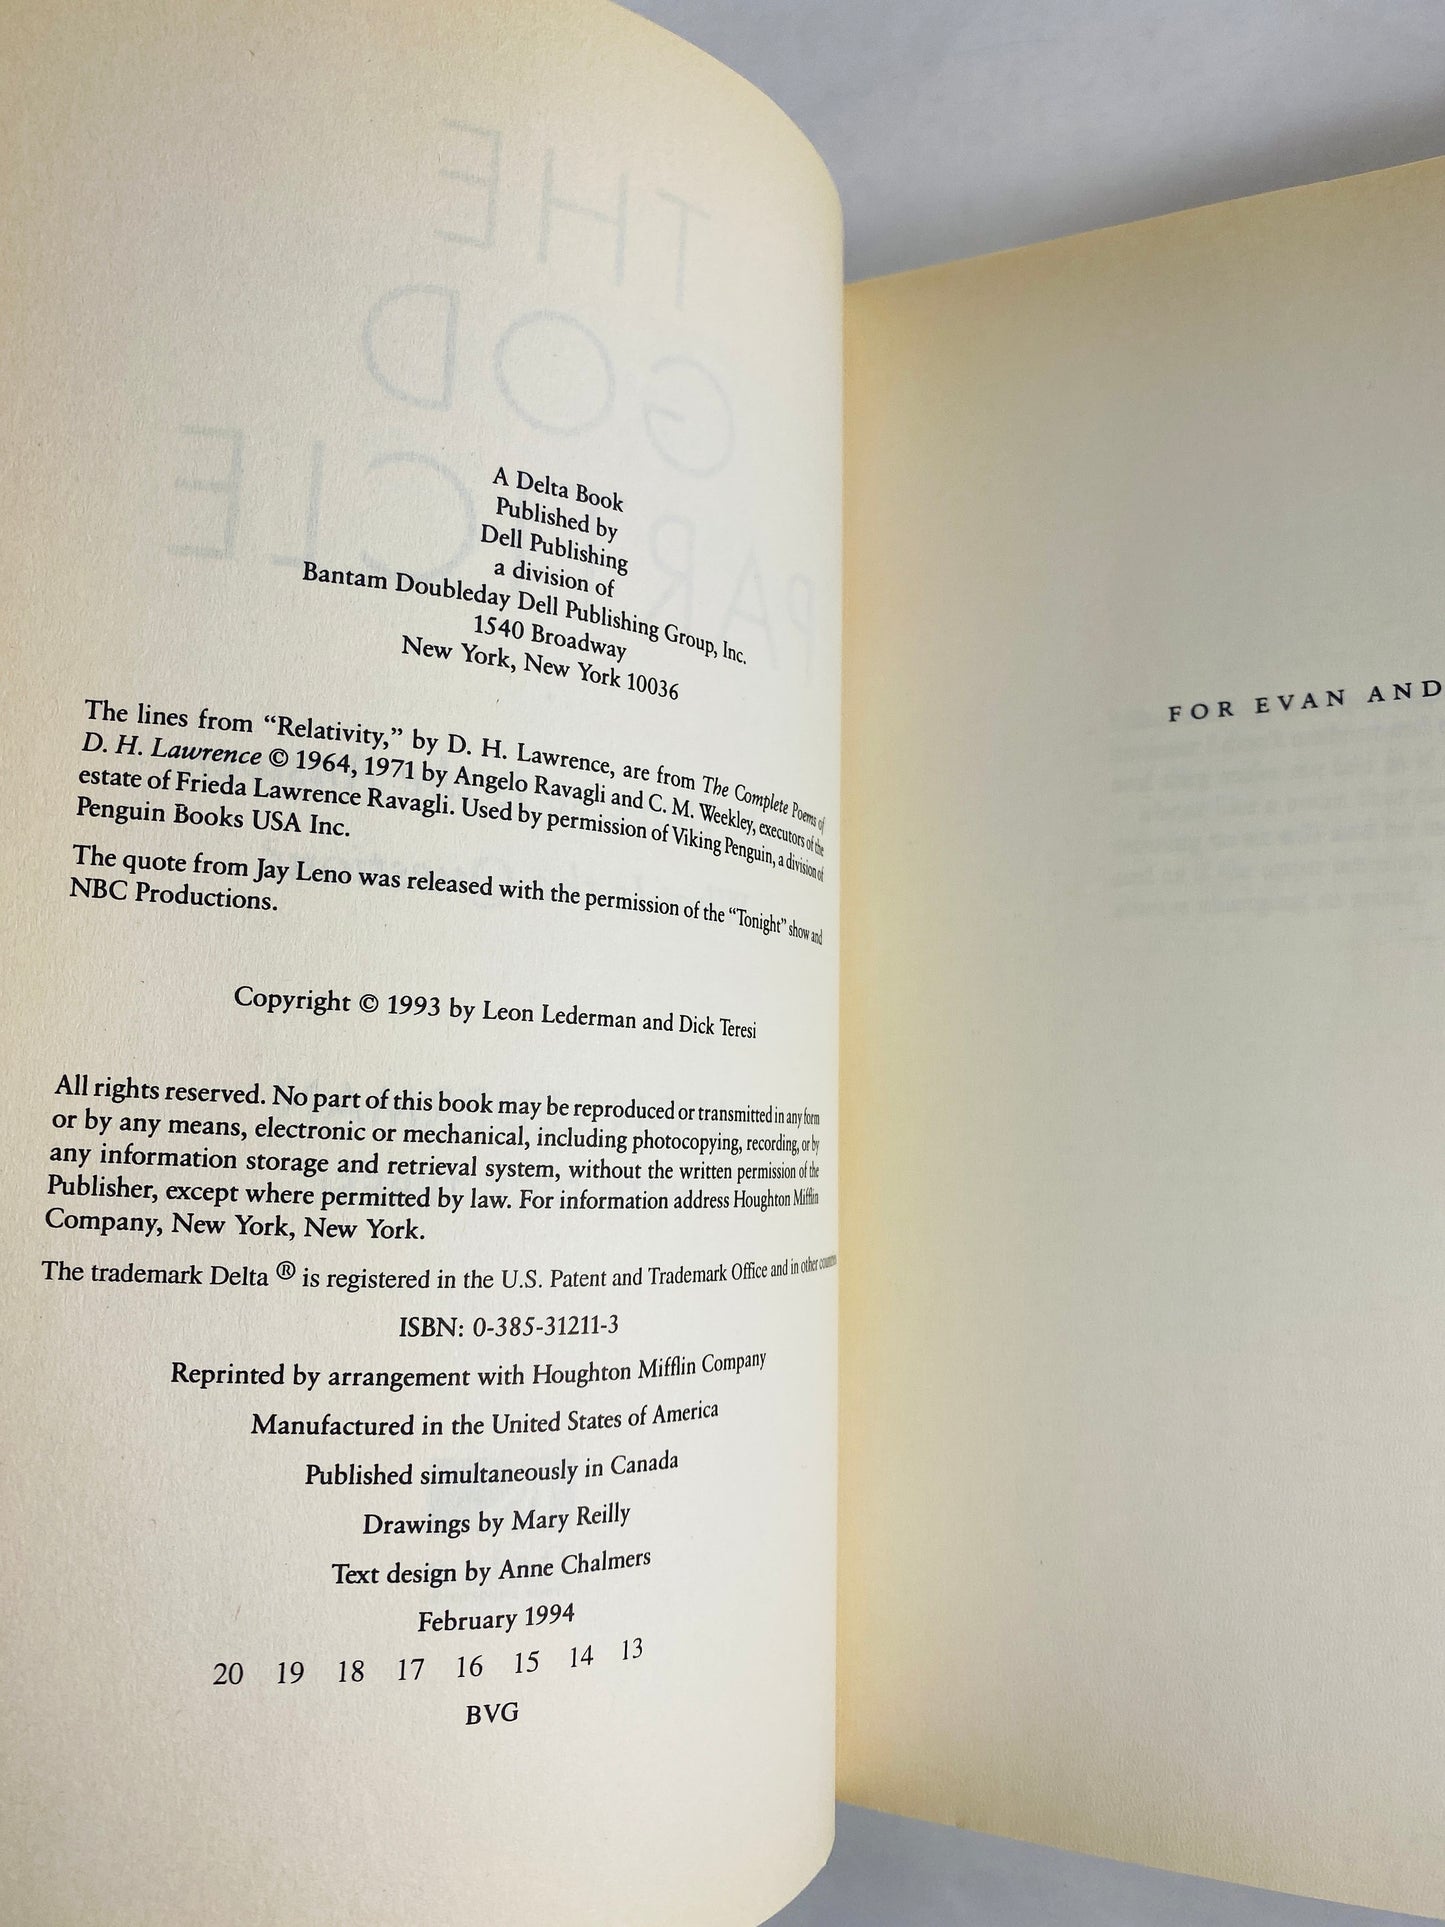 A Delta Book
Published by
Dell Publishing
a division of
Bantam Doubleday Dell Publishing Group, Inc.
1540 Broadway
New York, New York 10036
The lines from “Relativity,” by D. H. Lawrence, are from The Complete Poems of
D. H. Lawrence © 1964, 1971 by Angelo Ravagli and C. M. Weekley, executors of the
estate of Frieda Lawrence Ravagli. Used by permission of Viking Penguin, a division of
Penguin Books USA Inc.
The quote from Jay Leno was released with the permission of the “Tonight” show and
NBC Productions.
Copyright © 1993 by Leon Lederman and Dick Teresi
All rights reserved. No part of this book may be reproduced or transmitted in any form
or by any means, electronic or mechanical, including photocopying, recording, or by
any information storage and retrieval system, without the written permission of the
Publisher, except where permitted by law. For information address Houghton Mifflin
Company, New York, New York.
The trademark Delta ® is registered in the U.S. Patent and Trademark Office and in other
ISBN: 0-385-31211-3
Reprinted by arrangement with Houghton Mifflin Company
Manufactured in the United States of America
Published simultaneously in Canada
Drawings by Mary Reilly
Text design by Anne Chalmers
February 1994
20 19 18 17 16 15 14 13
BVG
FOR EVAN AND
THE
GOD
PAR CLE